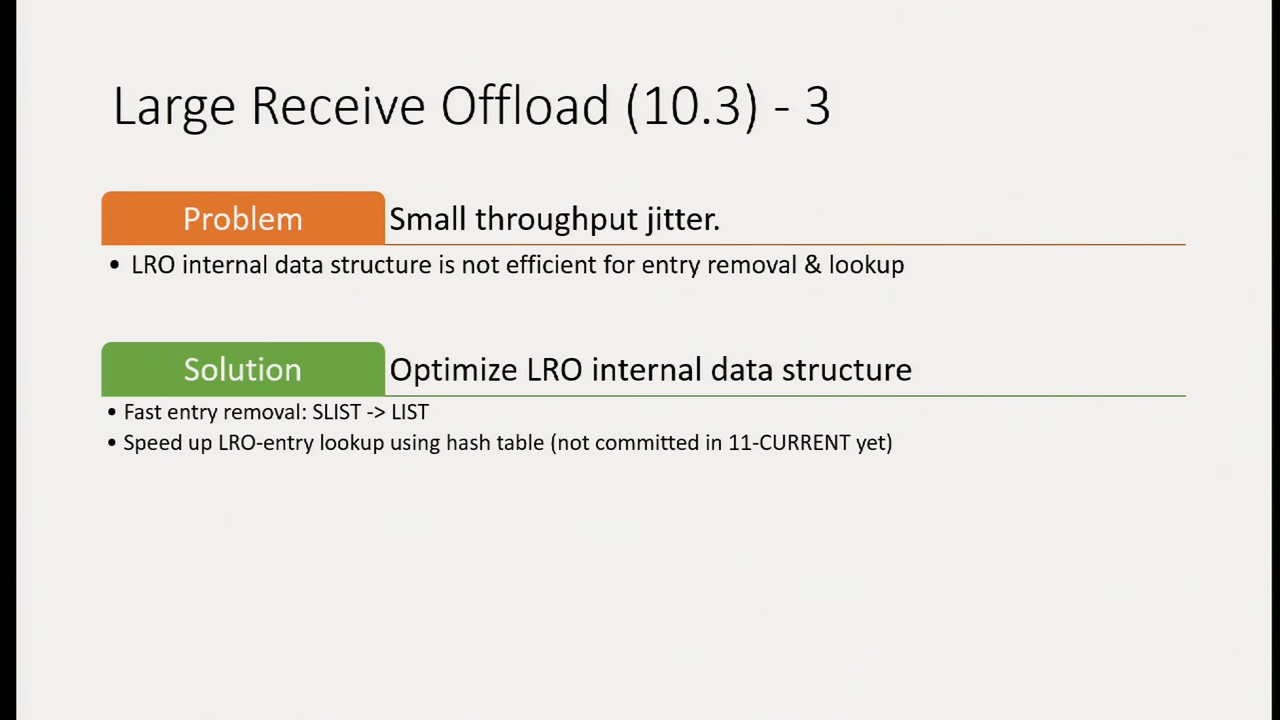 Large Receive Offload (10.3) - 3
Problem Small throughput jitter.
• LRO internal data structure is not efficient for entry removal & lookup
Solution Optimize LRO internal data structure
• Fast entry removal: SLIST -> LIST
• Speed up LRO-entry lookup using hash table (not committed in 11-CURRENT yet)